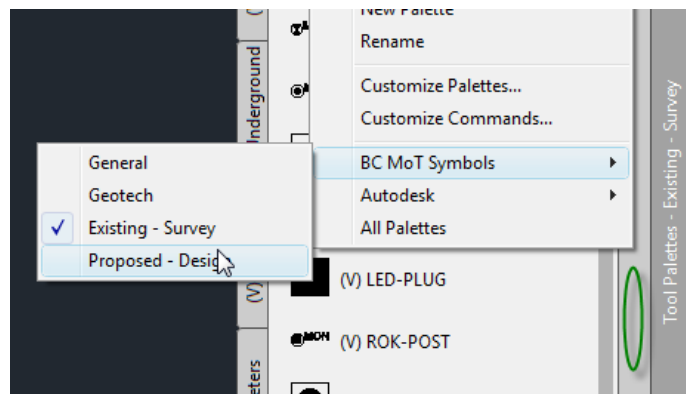 New Palette
Rename
Customize Palettes...
Customize Commands...
BC MoT Symbols
Autodesk
All Palettes
General
Geotech
Existing - Survey
Proposed - Design
(V) LED-PLUG
MON (V) ROK-POST
Underground
(V)
Tool Palettes - Existing - Survey